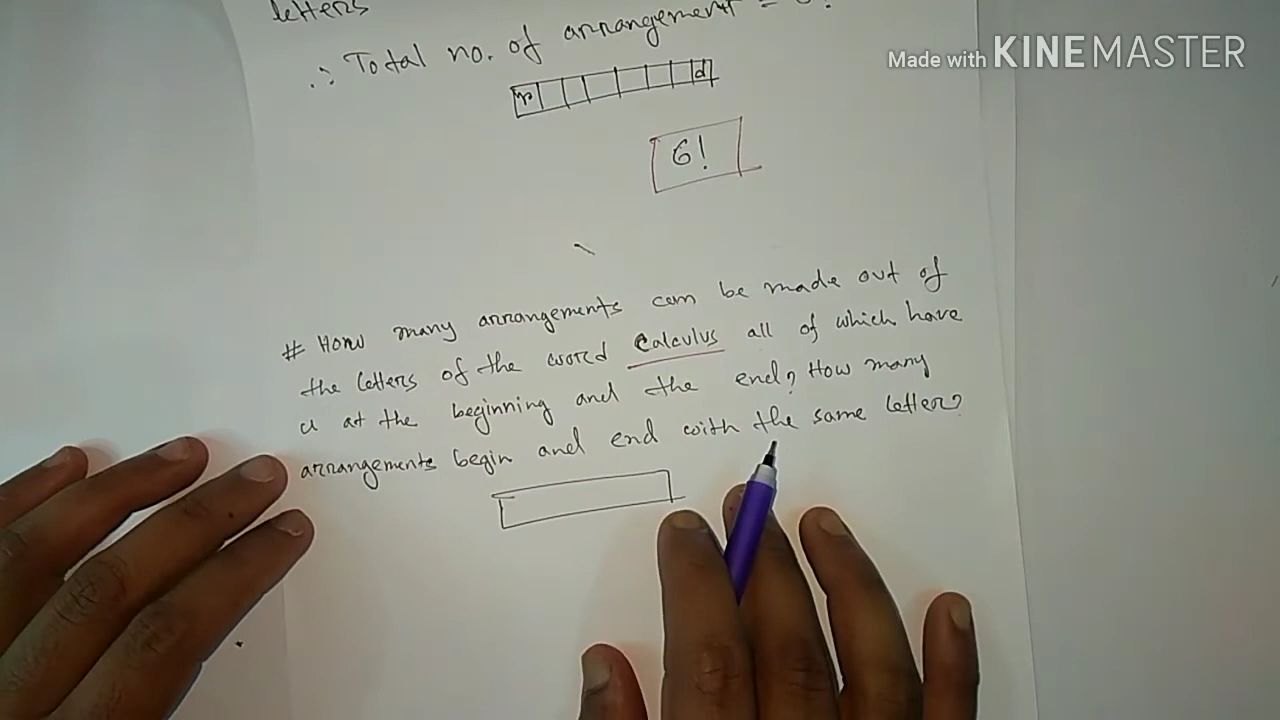 letters
∴ Total no. of arrangement =
Made with KINEMASTER
6!
# How many arrangements can be made out of
the letters of the word calculus all of which have
u at the beginning and the end? How many
arrangements begin and end with the same letter?